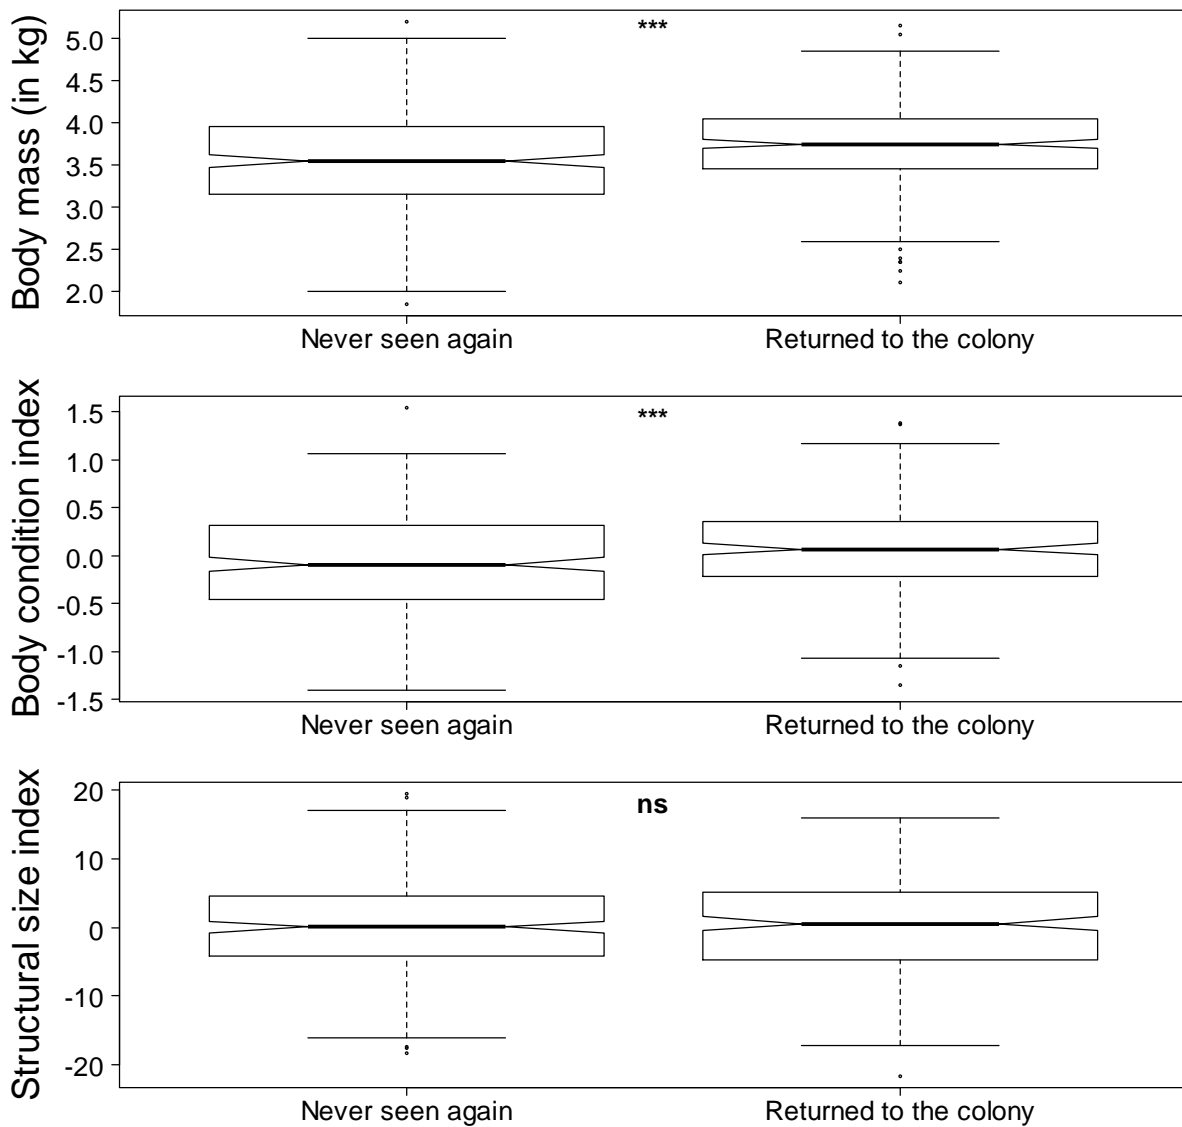 Body mass (in kg)
5.0
4.5
4.0
3.5
3.0
2.5
2.0
***
Never seen again
Returned to the colony
Body condition index
1.5
1.0
0.5
0.0
-0.5
-1.0
-1.5
***
Never seen again
Returned to the colony
Structural size index
20
10
0
-10
-20
ns
Never seen again
Returned to the colony